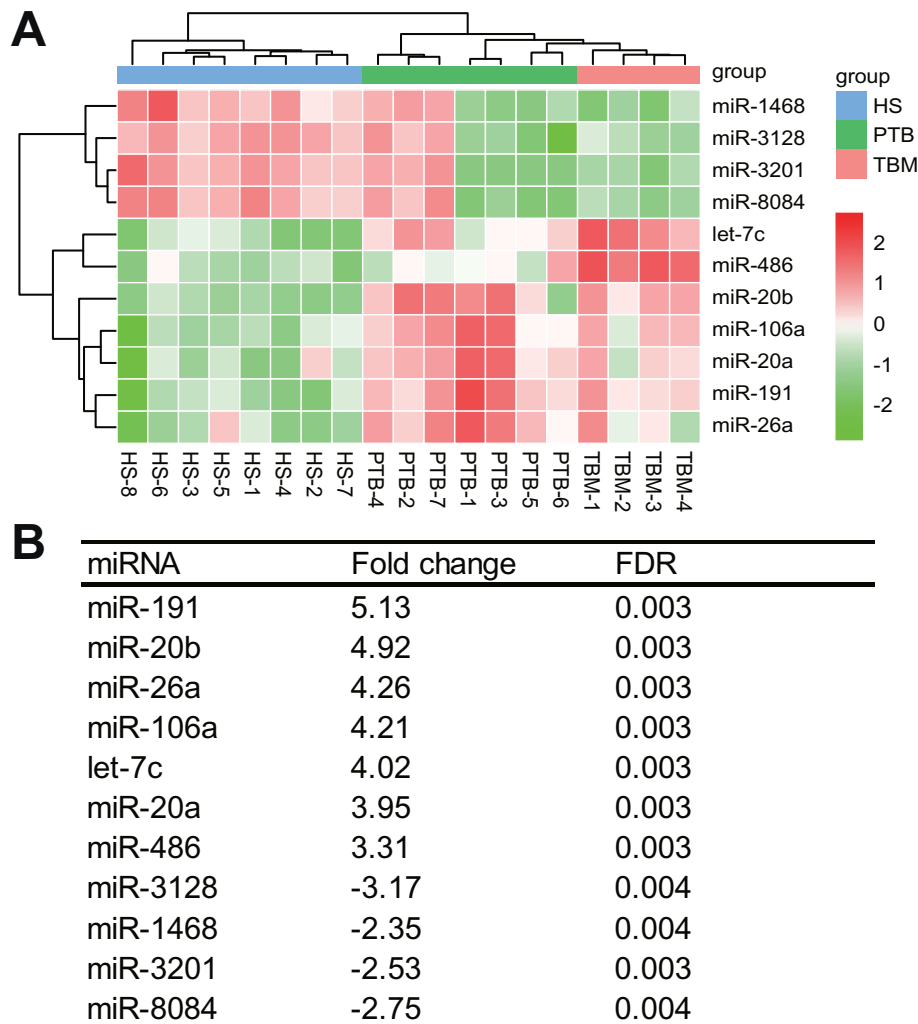 A
group
miR-1468
miR-3128
miR-3201
miR-8084
let-7c
miR-486
miR-20b
miR-106a
miR-20a
miR-191
miR-26a
group
HS
PTB
TBM
2
1
0
-1
-2
HS-8 HS-6 HS-3 HS-5 HS-1 HS-4 HS-2 HS-7 PTB-4 PTB-2 PTB-7 PTB-1 PTB-3 PTB-5 PTB-6 TBM-1 TBM-2 TBM-3 TBM-4
B
miRNA Fold change FDR
miR-191 5.13 0.003
miR-20b 4.92 0.003
miR-26a 4.26 0.003
miR-106a 4.21 0.003
let-7c 4.02 0.003
miR-20a 3.95 0.003
miR-486 3.31 0.003
miR-3128 -3.17 0.004
miR-1468 -2.35 0.004
miR-3201 -2.53 0.003
miR-8084 -2.75 0.004